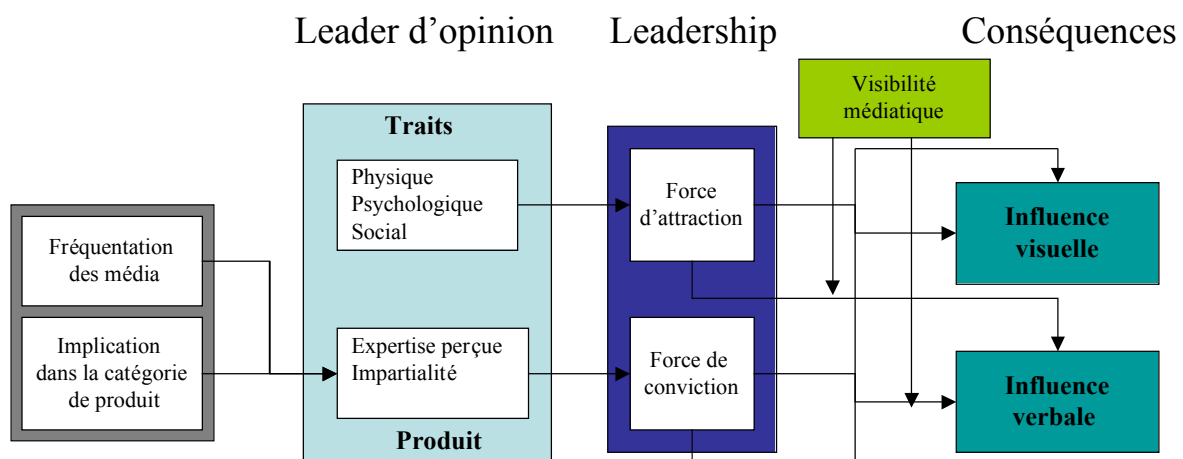 Leader d’opinion
Leadership
Conséquences
Visibilité
médiatique
Traits
Physique
Psychologique
Social
Force
d’attraction
Influence
visuelle
Fréquentation
des média
Implication
dans la catégorie
de produit
Expertise perçue
Impartialité
Force de
conviction
Influence
verbale
Produit